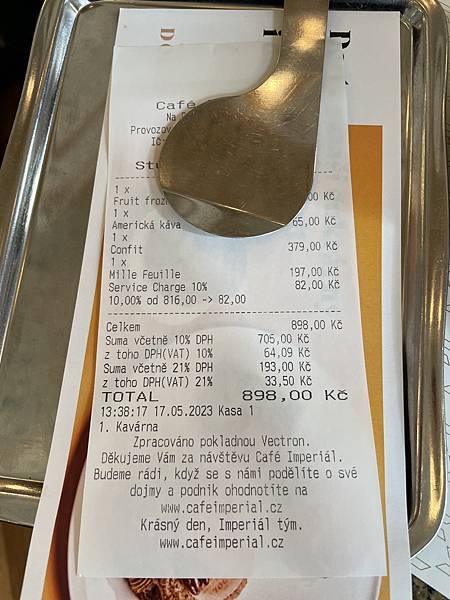 Café
Na
1 x
Fruit
00 Kč
1 x
Americká káva
65,00 Kč
1 x
Confit 379,00 Kč
1 x
Mille Feuille 197,00 Kč
Service Charge 10% 82,00 Kč
10,00% od 816,00 -> 82,00
Celkem 898,00 Kč
Suma včetně 10% DPH 705,00 Kč
z toho DPH(VAT) 10% 64,09 Kč
Suma včetně 21% DPH 193,00 Kč
z toho DPH(VAT) 21% 33,50 Kč
TOTAL 898,00 Kč
13:38:17 17.05.2023 Kasa 1
1. Kavárna
Zpracováno pokladnou Vectron.
Děkujeme Vám za návštěvu Café Imperiál.
Budeme rádi, když se s námi podělíte o své
dojmy a podnik ohodnotíte na
www.cafeimperial.cz
Krásný den, Imperiál tým.
www.cafeimperial.cz